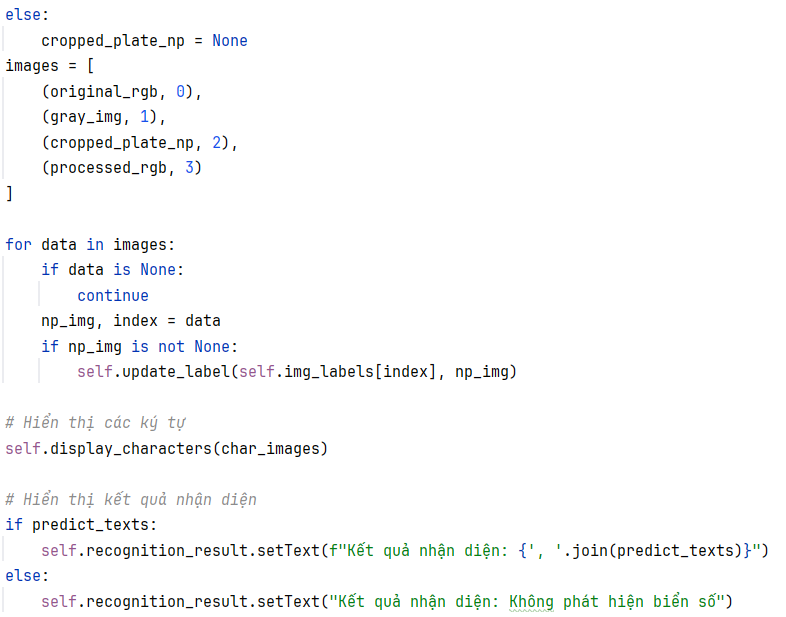 else:
    cropped_plate_np = None
images = [
    (original_rgb, 0),
    (gray_img, 1),
    (cropped_plate_np, 2),
    (processed_rgb, 3)
]

for data in images:
    if data is None:
        continue
    np_img, index = data
    if np_img is not None:
        self.update_label(self.img_labels[index], np_img)

# Hiển thị các ký tự
self.display_characters(char_images)

# Hiển thị kết quả nhận diện
if predict_texts:
    self.recognition_result.setText(f"Kết quả nhận diện: {', '.join(predict_texts)}")
else:
    self.recognition_result.setText("Kết quả nhận diện: Không phát hiện biển số")